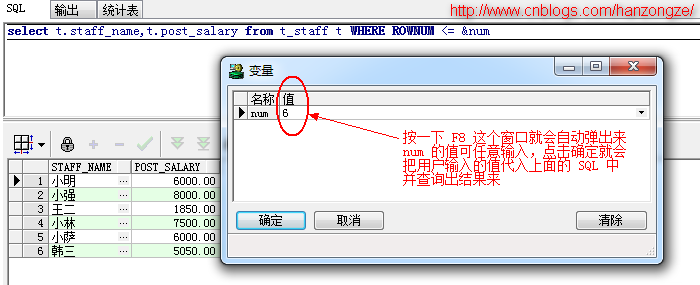 SQL 输出 统计表
http://www.cnblogs.com/hanzongze/
select t.staff_name,t.post_salary from t_staff t WHERE ROWNUM <= &num
变量
名称 值
num 6
按一下 F8 这个窗口就会自动弹出来
num 的值可任意输入，点击确定就会
把用户输入的值代入上面的 SQL 中
并查询出结果来
确定 取消 清除
STAFF_NAME POST_SALARY
1 小明 … 6000.00
2 小强 … 8000.00
3 王二 … 1850.00
4 小林 … 7500.00
5 小萨 … 6000.00
6 韩三 … 5050.00